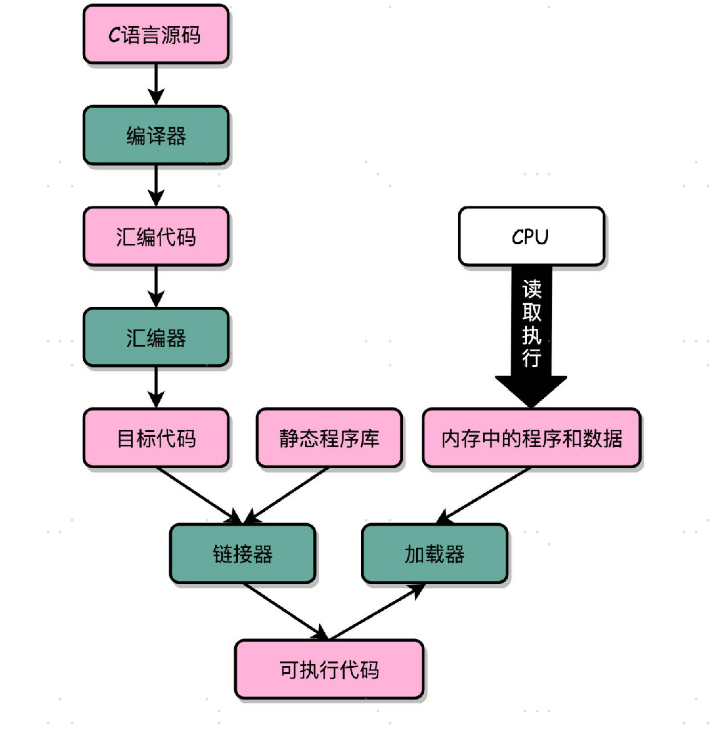 C语言源码
编译器
汇编代码
CPU
读取执行
汇编器
目标代码
静态程序库
内存中的程序和数据
链接器
加载器
可执行代码